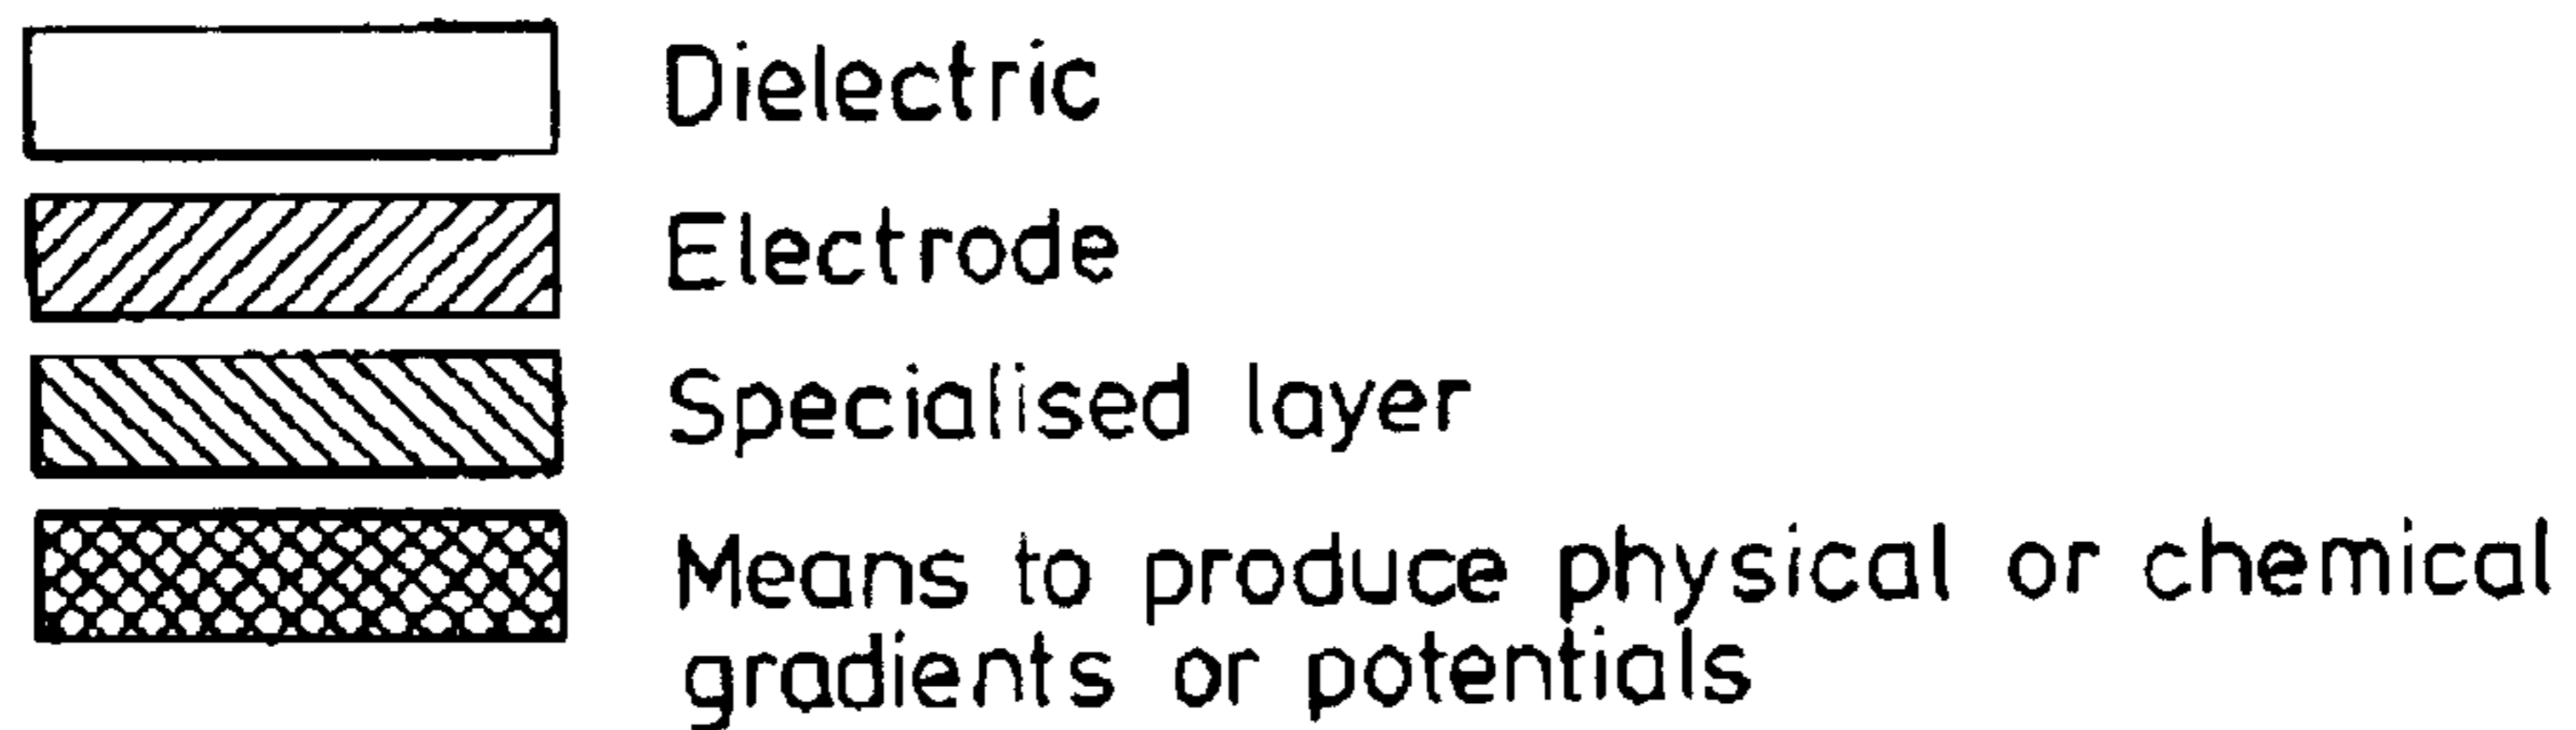 Dielectric
Electrode
Specialised layer
Means to produce physical or chemical
gradients or potentials